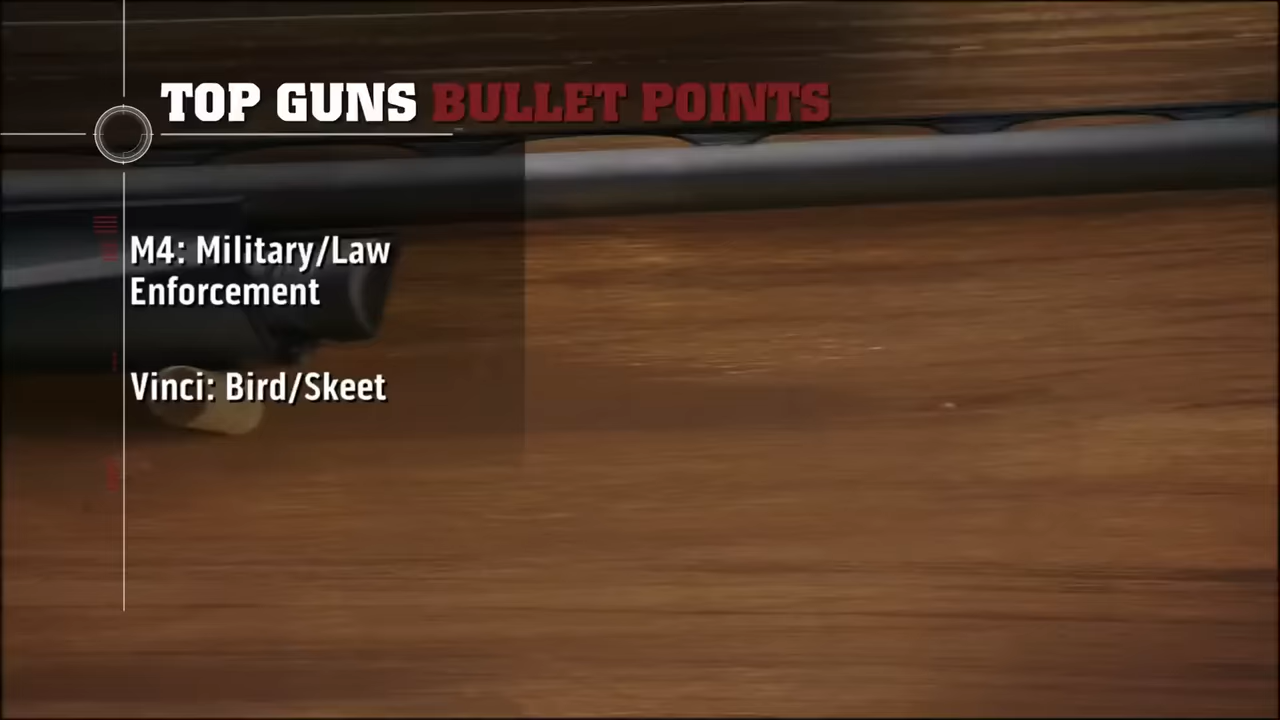 TOP GUNS BULLET POINTS
M4: Military/Law
Enforcement
Vinci: Bird/Skeet